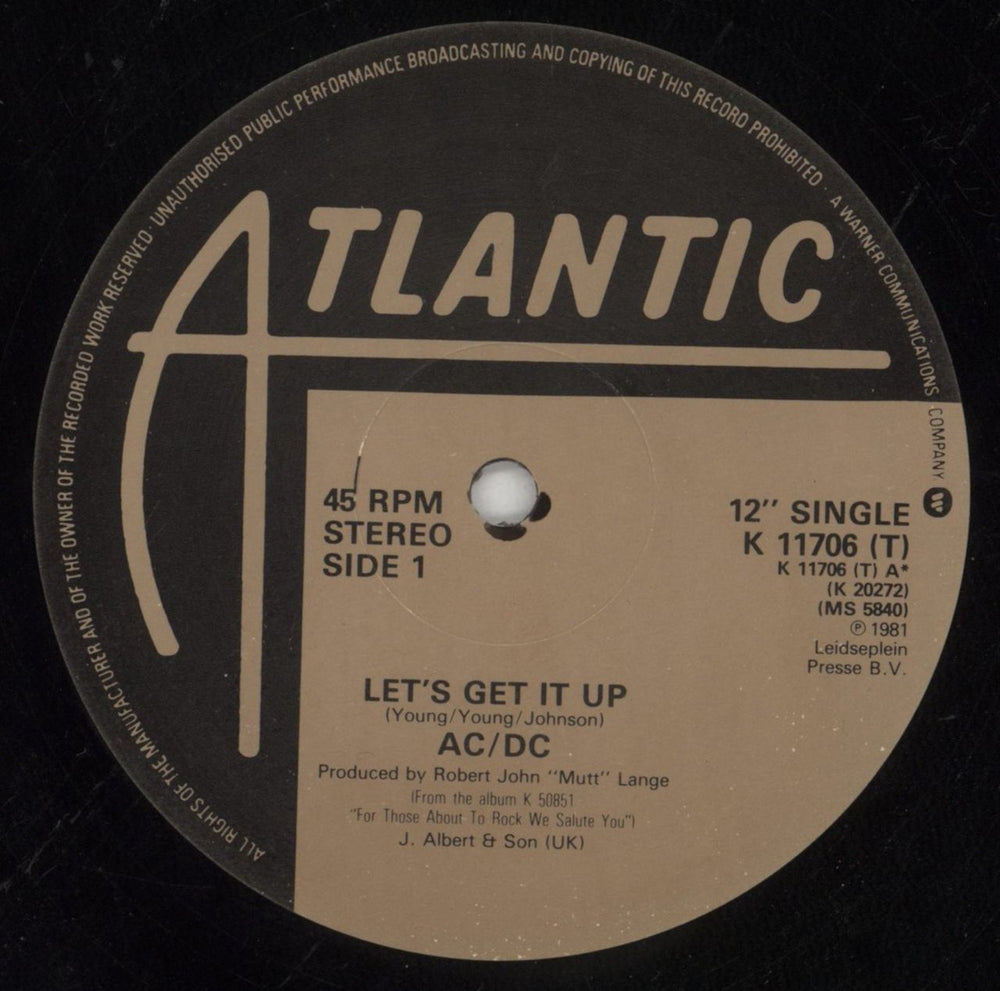 ALL RIGHTS OF THE MANUFACTURER AND OF THE OWNER OF THE RECORDED WORK RESERVED · UNAUTHORISED PUBLIC PERFORMANCE BROADCASTING AND COPYING OF THIS RECORD PROHIBITED · A WARNER COMMUNICATIONS COMPANY
ATLANTIC
45 RPM
STEREO
SIDE 1
12'' SINGLE
K 11706 (T)
K 11706 (T) A*
(K 20272)
(MS 5840)
℗ 1981
Leidseplein
Presse B.V.
LET'S GET IT UP
(Young/Young/Johnson)
AC/DC
Produced by Robert John "Mutt" Lange
(From the album K 50851
"For Those About To Rock We Salute You")
J. Albert & Son (UK)